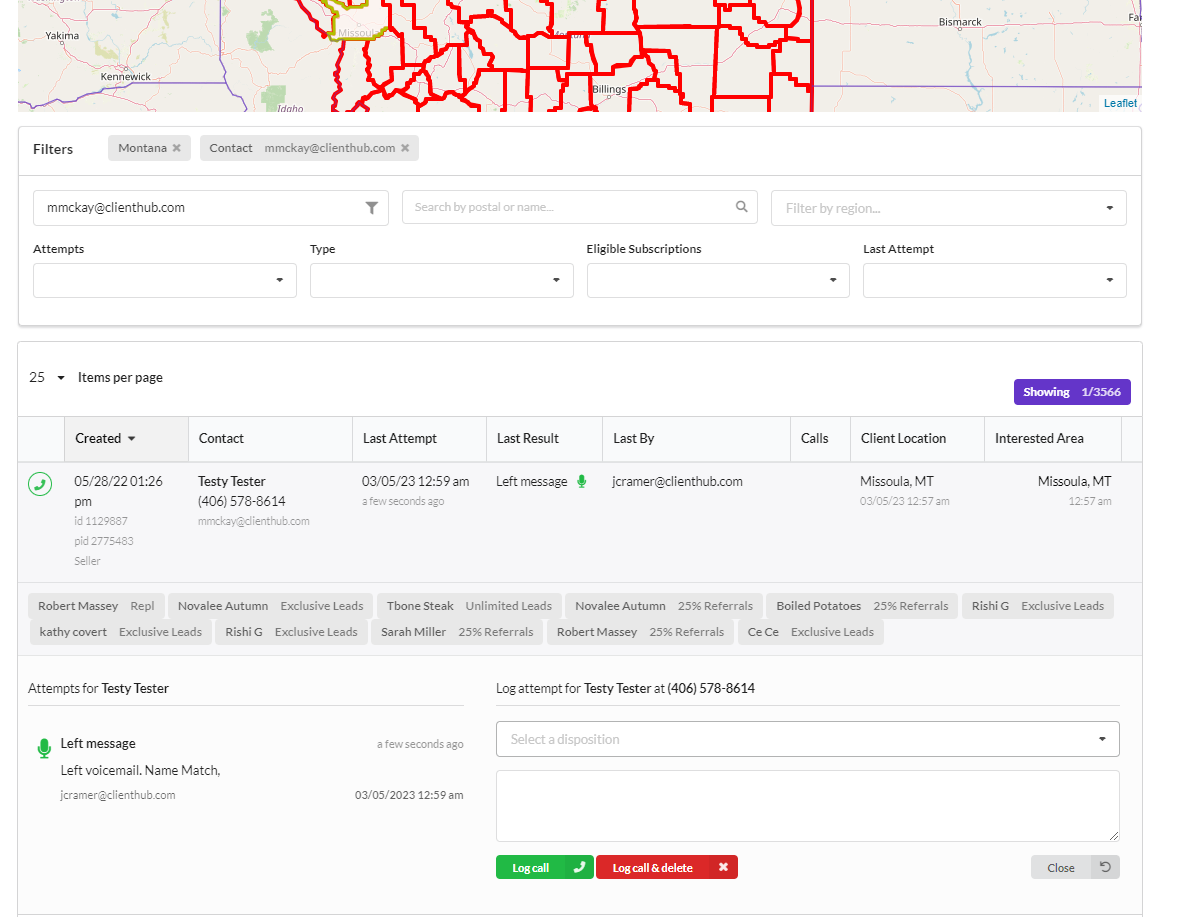 Missoula
Montana
Bismarck
Far
Yakima
Kennewick
Billings
Idaho
Leaflet
Filters Montana Contact mmckay@clienthub.com
mmckay@clienthub.com Search by postal or name... Filter by region...
Attempts Type Eligible Subscriptions Last Attempt
25 Items per page
Showing 1/3566
Created Contact Last Attempt Last Result Last By Calls Client Location Interested Area
05/28/22 01:26 Testy Tester 03/05/23 12:59 am Left message jcramer@clienthub.com Missoula, MT Missoula, MT
pm (406) 578-8614 a few seconds ago 03/05/23 12:57 am 12:57 am
id 1129887 mmckay@clienthub.com
pid 2775483
Seller
Robert Massey Repl Novalee Autumn Exclusive Leads Tbone Steak Unlimited Leads Novalee Autumn 25% Referrals Boiled Potatoes 25% Referrals Rishi G Exclusive Leads
kathy covert Exclusive Leads Rishi G Exclusive Leads Sarah Miller 25% Referrals Robert Massey 25% Referrals Ce Ce Exclusive Leads
Attempts for Testy Tester Log attempt for Testy Tester at (406) 578-8614
Left message a few seconds ago Select a disposition
Left voicemail. Name Match,
jcramer@clienthub.com 03/05/2023 12:59 am
Log call Log call & delete Close